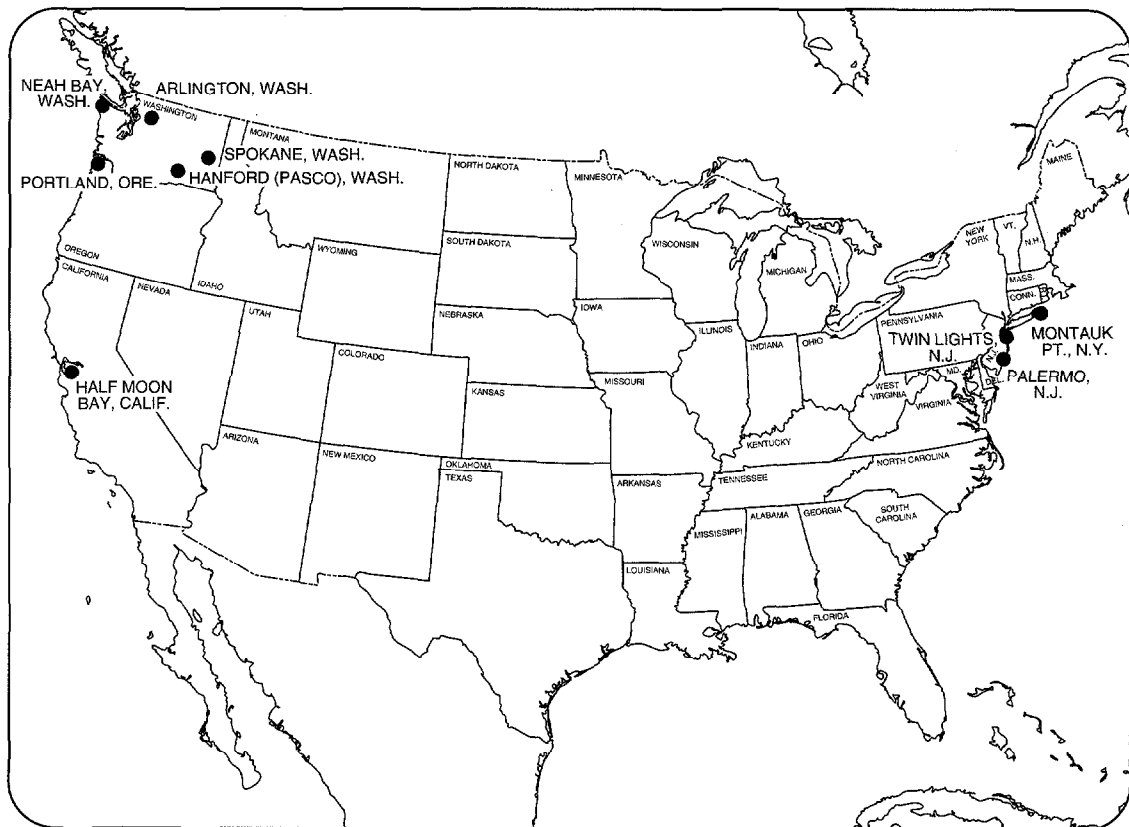 NEAH BAY,
WASH.
ARLINGTON, WASH.
WASHINGTON
MONTANA
SPOKANE, WASH.
HANFORD (PASCO), WASH.
PORTLAND, ORE.
NORTH DAKOTA
MINNESOTA
MAINE
VT.
NEW
YORK
N.H.
SOUTH DAKOTA
WISCONSIN
MICHIGAN
OREGON
CALIFORNIA
WYOMING
IDAHO
NEVADA
UTAH
MASS.
CONN.
R.I.
NEBRASKA
IOWA
ILLINOIS
INDIANA
OHIO
PENNSYLVANIA
TWIN LIGHTS,
N.J.
N.J.
MONTAUK
PT., N.Y.
PALERMO,
N.J.
MD.
DEL.
COLORADO
KANSAS
MISSOURI
WEST
VIRGINIA
VIRGINIA
HALF MOON
BAY, CALIF.
KENTUCKY
ARIZONA
NEW MEXICO
OKLAHOMA
TEXAS
ARKANSAS
TENNESSEE
NORTH CAROLINA
MISSISSIPPI
ALABAMA
GEORGIA
SOUTH
CAROLINA
LOUISIANA
FLORIDA